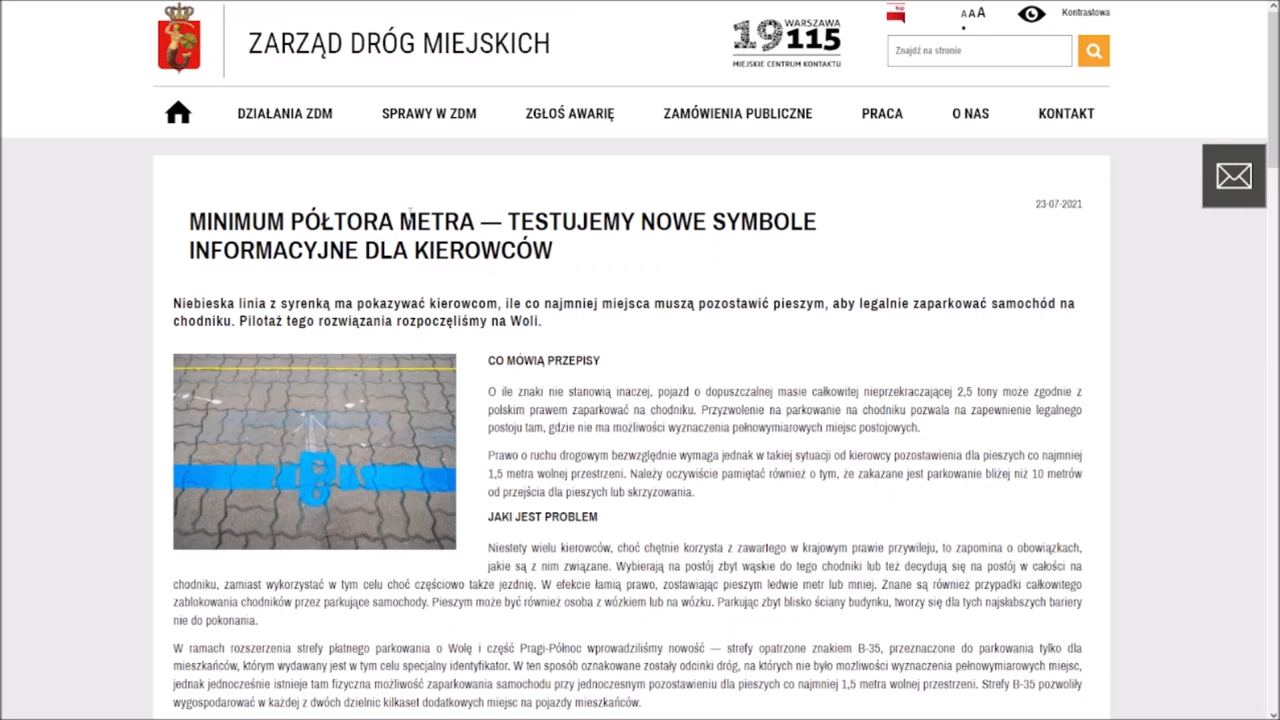 ZARZĄD DRÓG MIEJSKICH
19115 WARSZAWA
MIEJSKIE CENTRUM KONTAKTU
bip
A A A
Kontrastowa
Znajdź na stronie
DZIAŁANIA ZDM SPRAWY W ZDM ZGŁOŚ AWARIĘ ZAMÓWIENIA PUBLICZNE PRACA O NAS KONTAKT
23-07-2021
MINIMUM PÓŁTORA METRA — TESTUJEMY NOWE SYMBOLE
INFORMACYJNE DLA KIEROWCÓW
Niebieska linia z syrenką ma pokazywać kierowcom, ile co najmniej miejsca muszą pozostawić pieszym, aby legalnie zaparkować samochód na
chodniku. Pilotaż tego rozwiązania rozpoczęliśmy na Woli.
CO MÓWIĄ PRZEPISY
O ile znaki nie stanowią inaczej, pojazd o dopuszczalnej masie całkowitej nieprzekraczającej 2,5 tony może zgodnie z
polskim prawem zaparkować na chodniku. Przyzwolenie na parkowanie na chodniku pozwala na zapewnienie legalnego
postoju tam, gdzie nie ma możliwości wyznaczenia pełnowymiarowych miejsc postojowych.
Prawo o ruchu drogowym bezwzględnie wymaga jednak w takiej sytuacji od kierowcy pozostawienia dla pieszych co najmniej
1,5 metra wolnej przestrzeni. Należy oczywiście pamiętać również o tym, że zakazane jest parkowanie bliżej niż 10 metrów
od przejścia dla pieszych lub skrzyżowania.
JAKI JEST PROBLEM
Niestety wielu kierowców, choć chętnie korzysta z zawartego w krajowym prawie przywileju, to zapomina o obowiązkach,
jakie są z nim związane. Wybierają na postój zbyt wąskie do tego chodniki lub też decydują się na postój w całości na
chodniku, zamiast wykorzystać w tym celu choć częściowo także jezdnię. W efekcie łamią prawo, zostawiając pieszym ledwie metr lub mniej. Znane są również przypadki całkowitego
zablokowania chodników przez parkujące samochody. Pieszym może być również osoba z wózkiem lub na wózku. Parkując zbyt blisko ściany budynku, tworzy się dla tych najsłabszych bariery
nie do pokonania.
W ramach rozszerzenia strefy płatnego parkowania o Wolę i część Pragi-Północ wprowadziliśmy nowość — strefy opatrzone znakiem B-35, przeznaczone do parkowania tylko dla
mieszkańców, którym wydawany jest w tym celu specjalny identyfikator. W ten sposób oznakowane zostały odcinki dróg, na których nie było możliwości wyznaczenia pełnowymiarowych miejsc,
jednak jednocześnie istnieje tam fizyczna możliwość zaparkowania samochodu przy jednoczesnym pozostawieniu dla pieszych co najmniej 1,5 metra wolnej przestrzeni. Strefy B-35 pozwoliły
wygospodarować w każdej z dwóch dzielnic kilkaset dodatkowych miejsc na pojazdy mieszkańców.